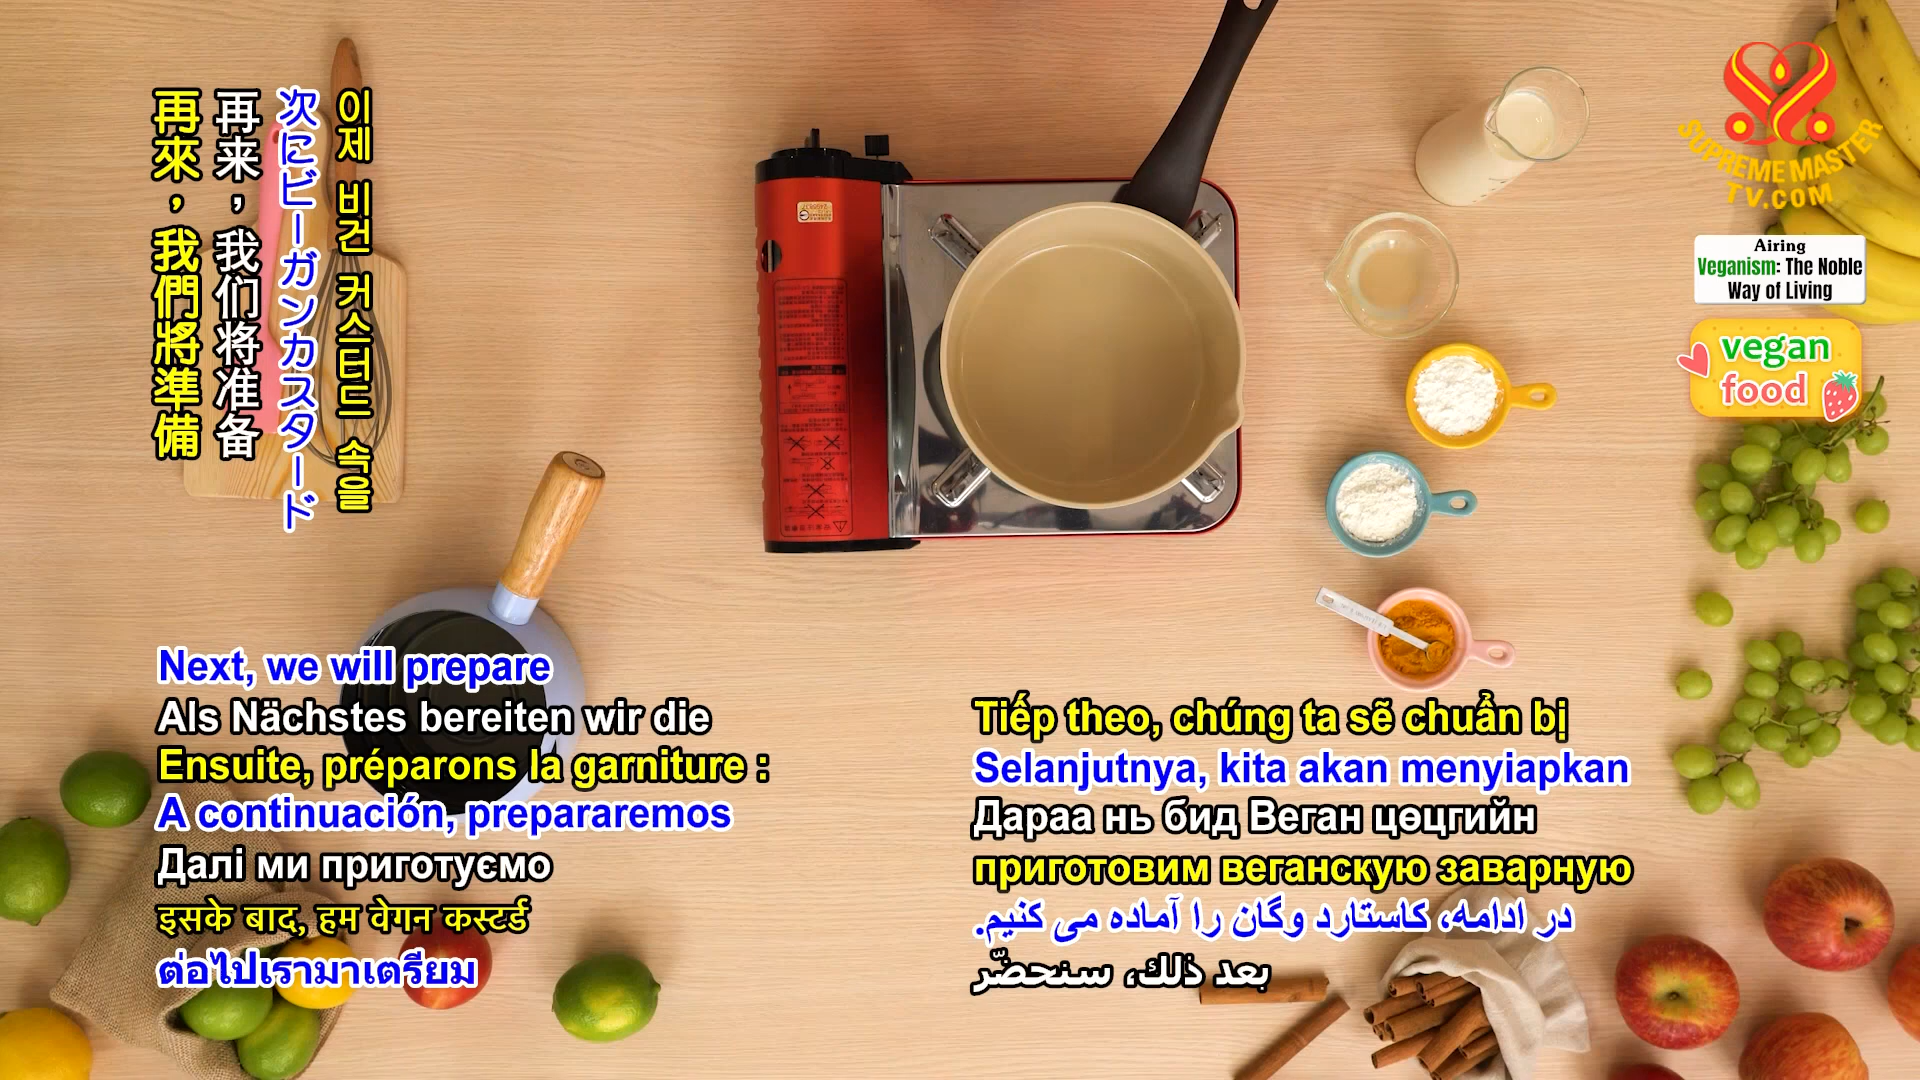 再來，我們將準備
再来，我们将准备
次にビーガンカスタード
이제 비건 커스터드 속을
SUPREME MASTER
TV.COM
Airing
Veganism: The Noble
Way of Living
vegan
food
Next, we will prepare
Als Nächstes bereiten wir die
Ensuite, préparons la garniture :
A continuación, prepararemos
Далі ми приготуємо
इसके बाद, हम वेगन कस्टर्ड
ต่อไปเรามาเตรียม
Tiếp theo, chúng ta sẽ chuẩn bị
Selanjutnya, kita akan menyiapkan
Дараа нь бид Веган цөцгийн
приготовим веганскую заварную
در ادامه، کاستارد وگان را آماده می کنیم.
بعد ذلك، سنحضّر